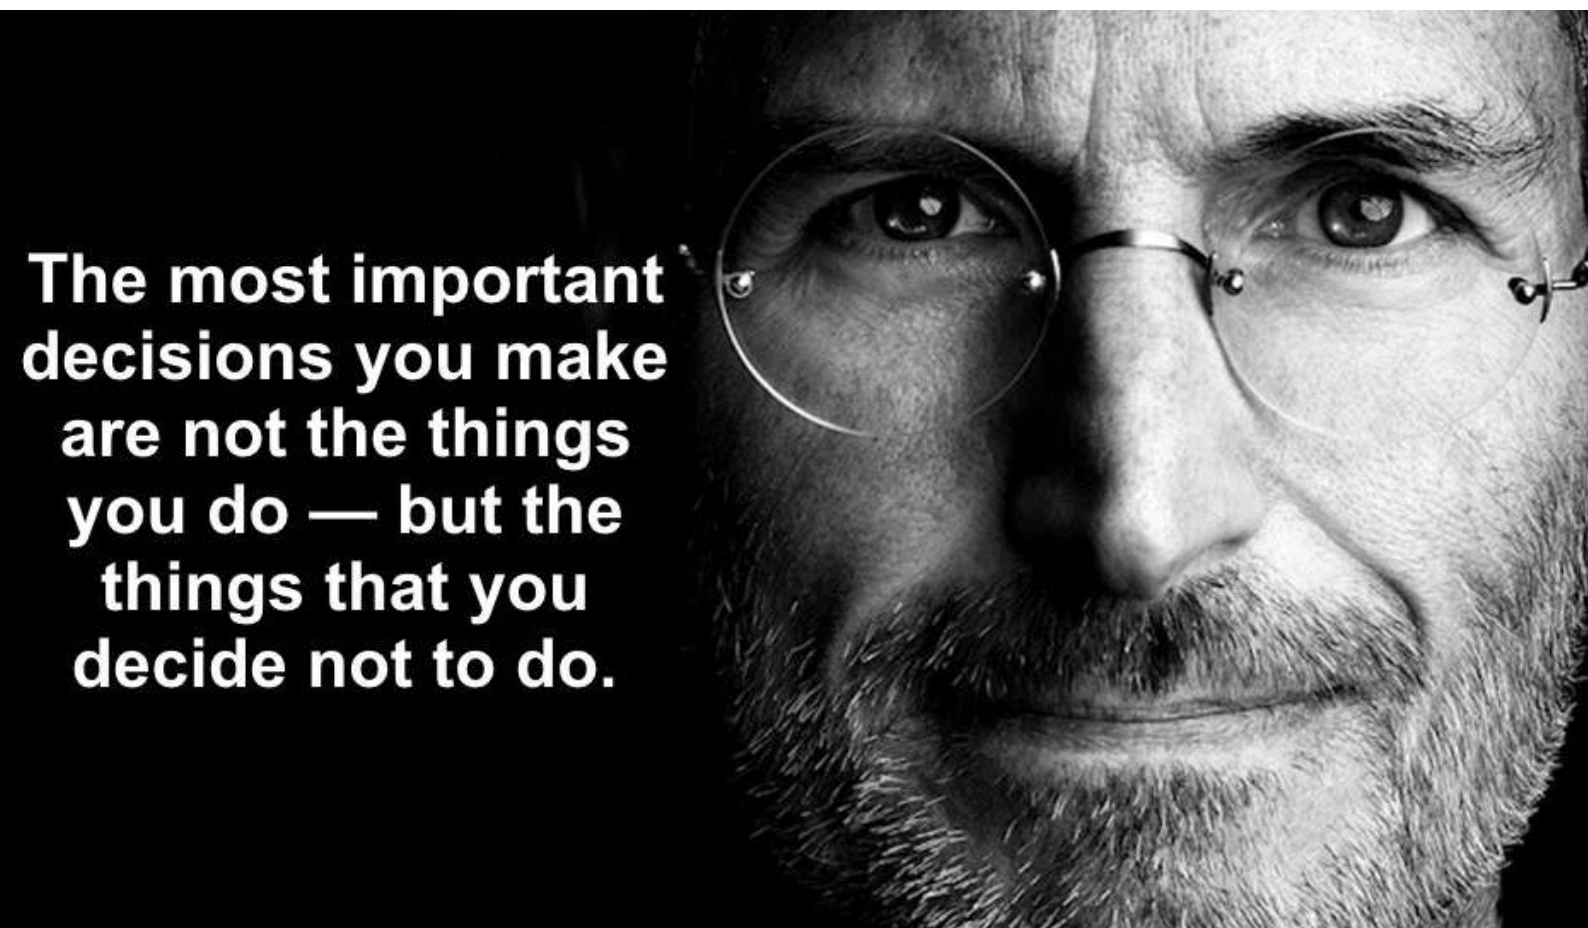 The most important
decisions you make
are not the things
you do — but the
things that you
decide not to do.